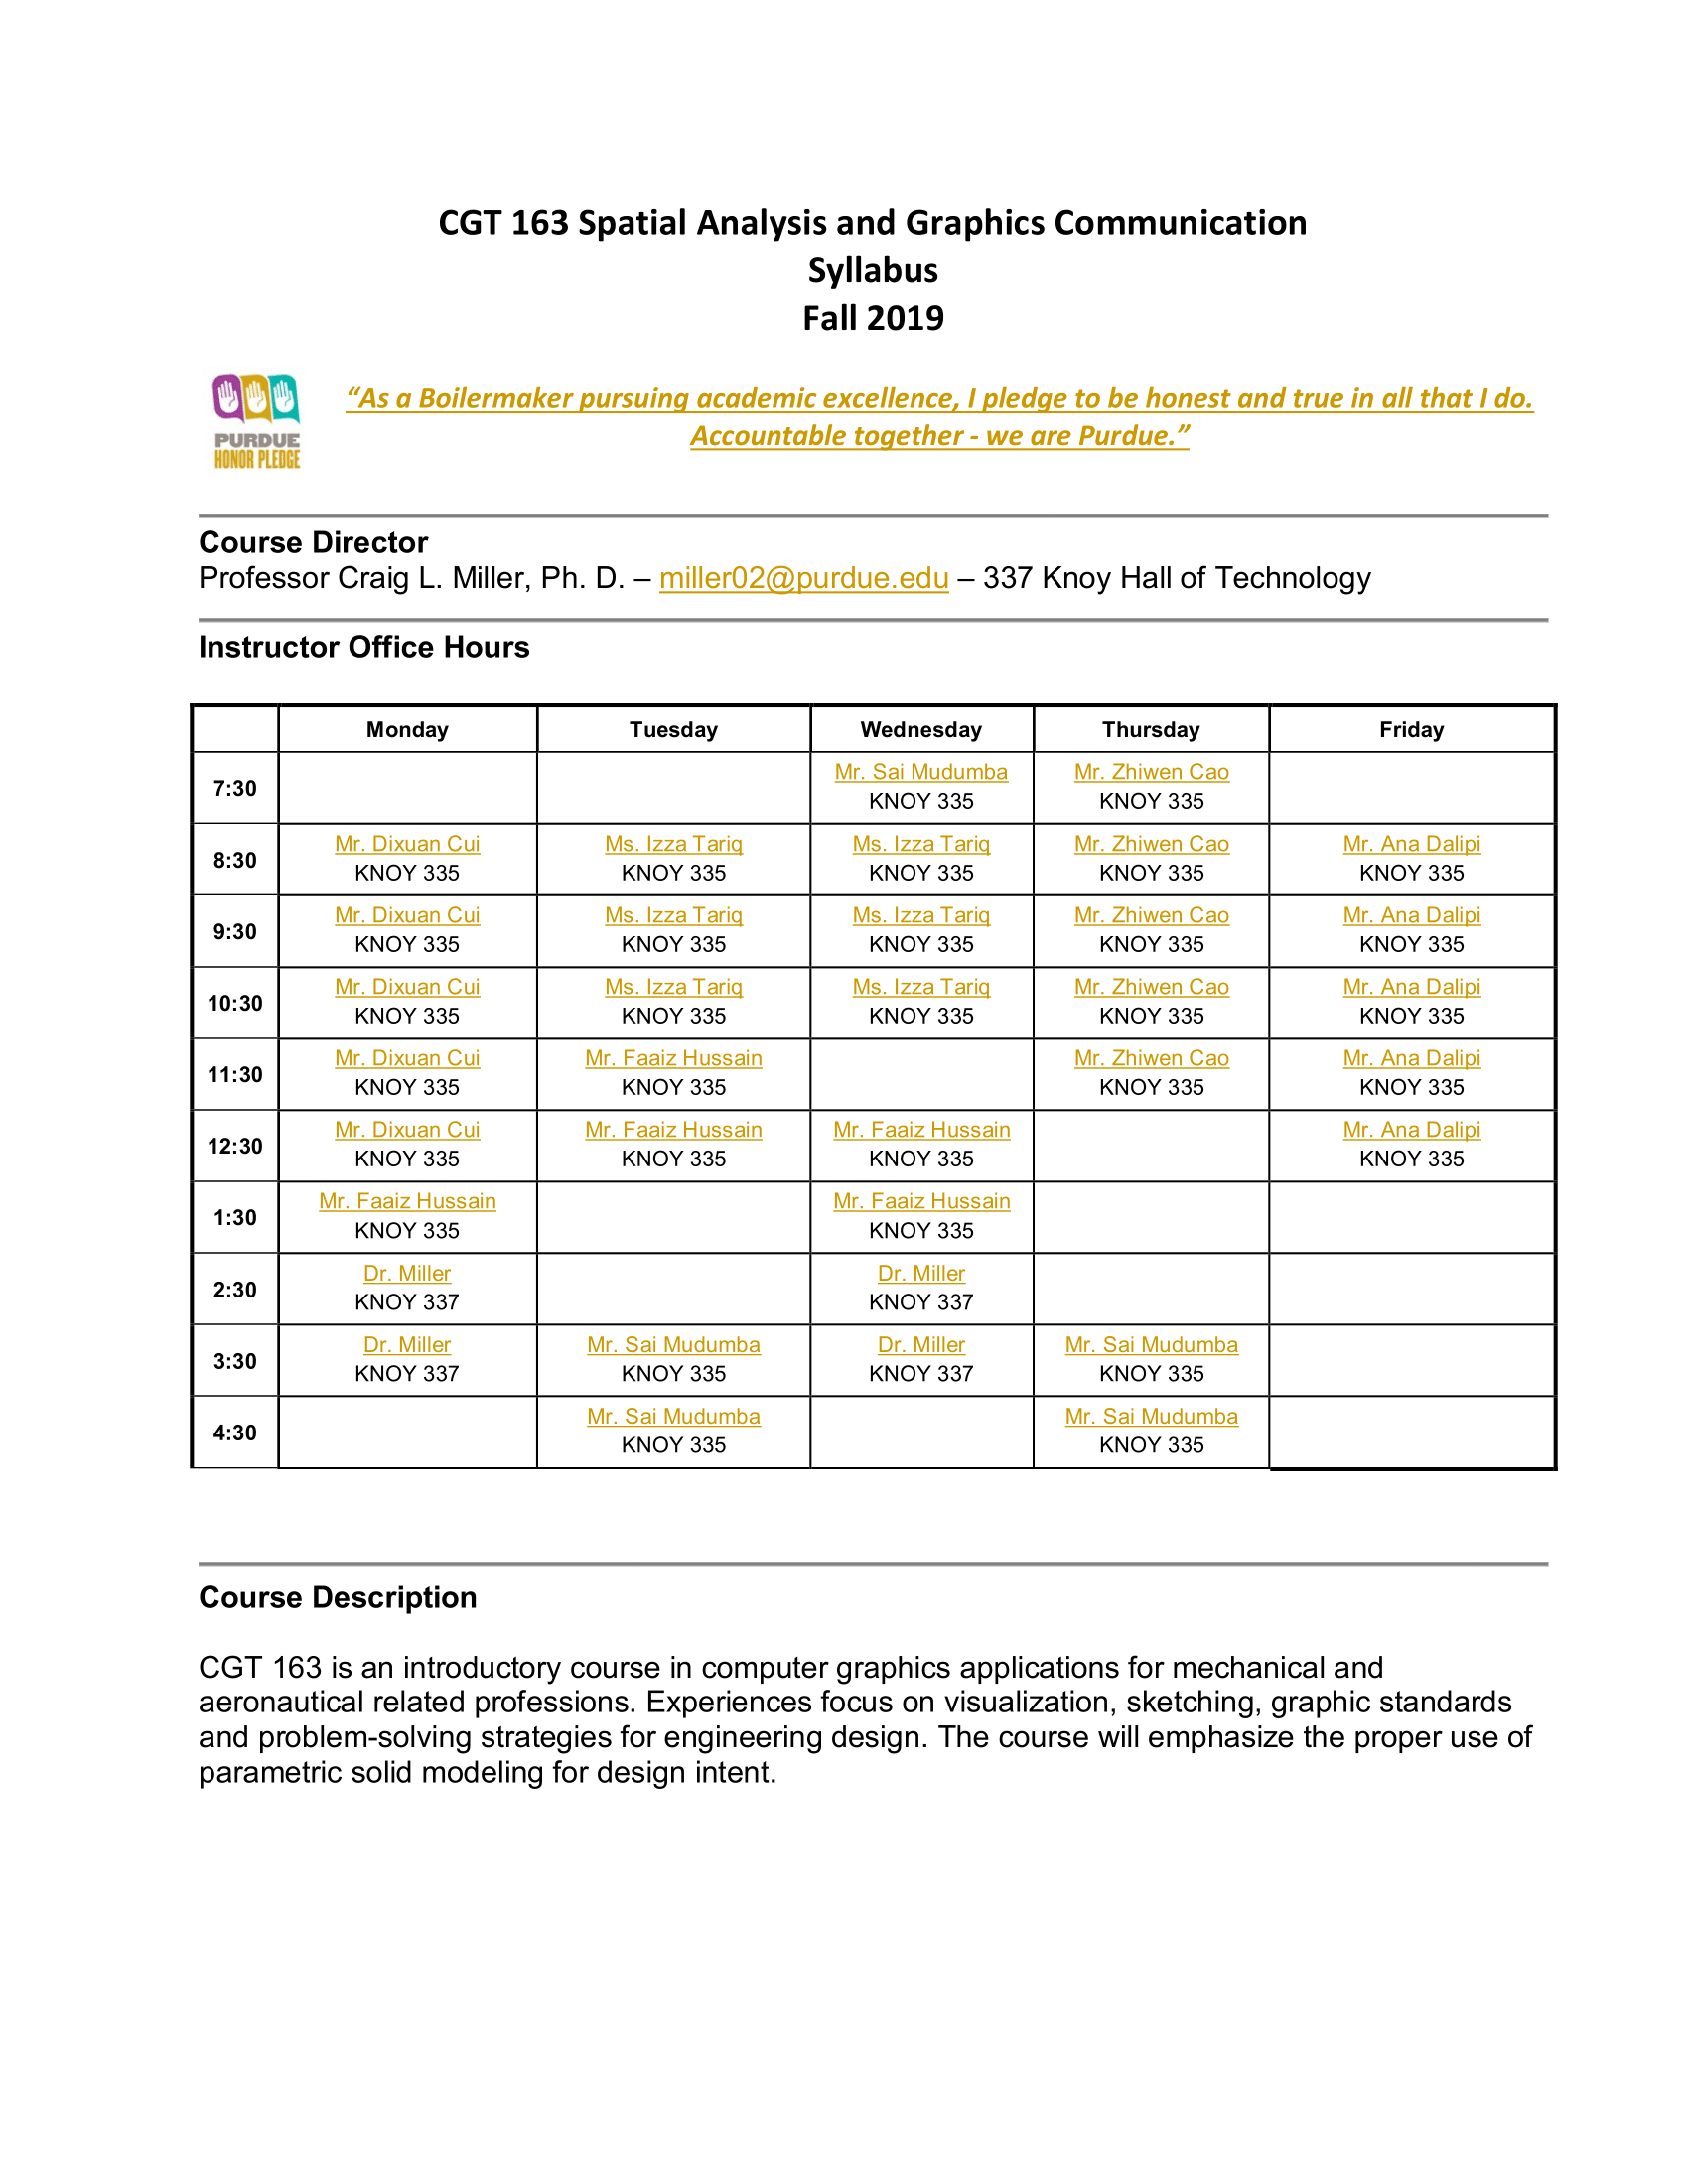 CGT 163 Spatial Analysis and Graphics Communication
Syllabus
Fall 2019
PURDUE
HONOR PLEDGE
“As a Boilermaker pursuing academic excellence, I pledge to be honest and true in all that I do.
Accountable together - we are Purdue.”
Course Director
Professor Craig L. Miller, Ph. D. – miller02@purdue.edu – 337 Knoy Hall of Technology
Instructor Office Hours
Monday Tuesday Wednesday Thursday Friday
7:30 Mr. Sai Mudumba Mr. Zhiwen Cao
KNOY 335 KNOY 335
8:30 Mr. Dixuan Cui Ms. Izza Tariq Ms. Izza Tariq Mr. Zhiwen Cao Mr. Ana Dalipi
KNOY 335 KNOY 335 KNOY 335 KNOY 335 KNOY 335
9:30 Mr. Dixuan Cui Ms. Izza Tariq Ms. Izza Tariq Mr. Zhiwen Cao Mr. Ana Dalipi
KNOY 335 KNOY 335 KNOY 335 KNOY 335 KNOY 335
10:30 Mr. Dixuan Cui Ms. Izza Tariq Ms. Izza Tariq Mr. Zhiwen Cao Mr. Ana Dalipi
KNOY 335 KNOY 335 KNOY 335 KNOY 335 KNOY 335
11:30 Mr. Dixuan Cui Mr. Faaiz Hussain Mr. Zhiwen Cao Mr. Ana Dalipi
KNOY 335 KNOY 335 KNOY 335 KNOY 335
12:30 Mr. Dixuan Cui Mr. Faaiz Hussain Mr. Faaiz Hussain Mr. Ana Dalipi
KNOY 335 KNOY 335 KNOY 335 KNOY 335
1:30 Mr. Faaiz Hussain Mr. Faaiz Hussain
KNOY 335 KNOY 335
2:30 Dr. Miller Dr. Miller
KNOY 337 KNOY 337
3:30 Dr. Miller Mr. Sai Mudumba Dr. Miller Mr. Sai Mudumba
KNOY 337 KNOY 335 KNOY 337 KNOY 335
4:30 Mr. Sai Mudumba Mr. Sai Mudumba
KNOY 335 KNOY 335
Course Description
CGT 163 is an introductory course in computer graphics applications for mechanical and
aeronautical related professions. Experiences focus on visualization, sketching, graphic standards
and problem-solving strategies for engineering design. The course will emphasize the proper use of
parametric solid modeling for design intent.